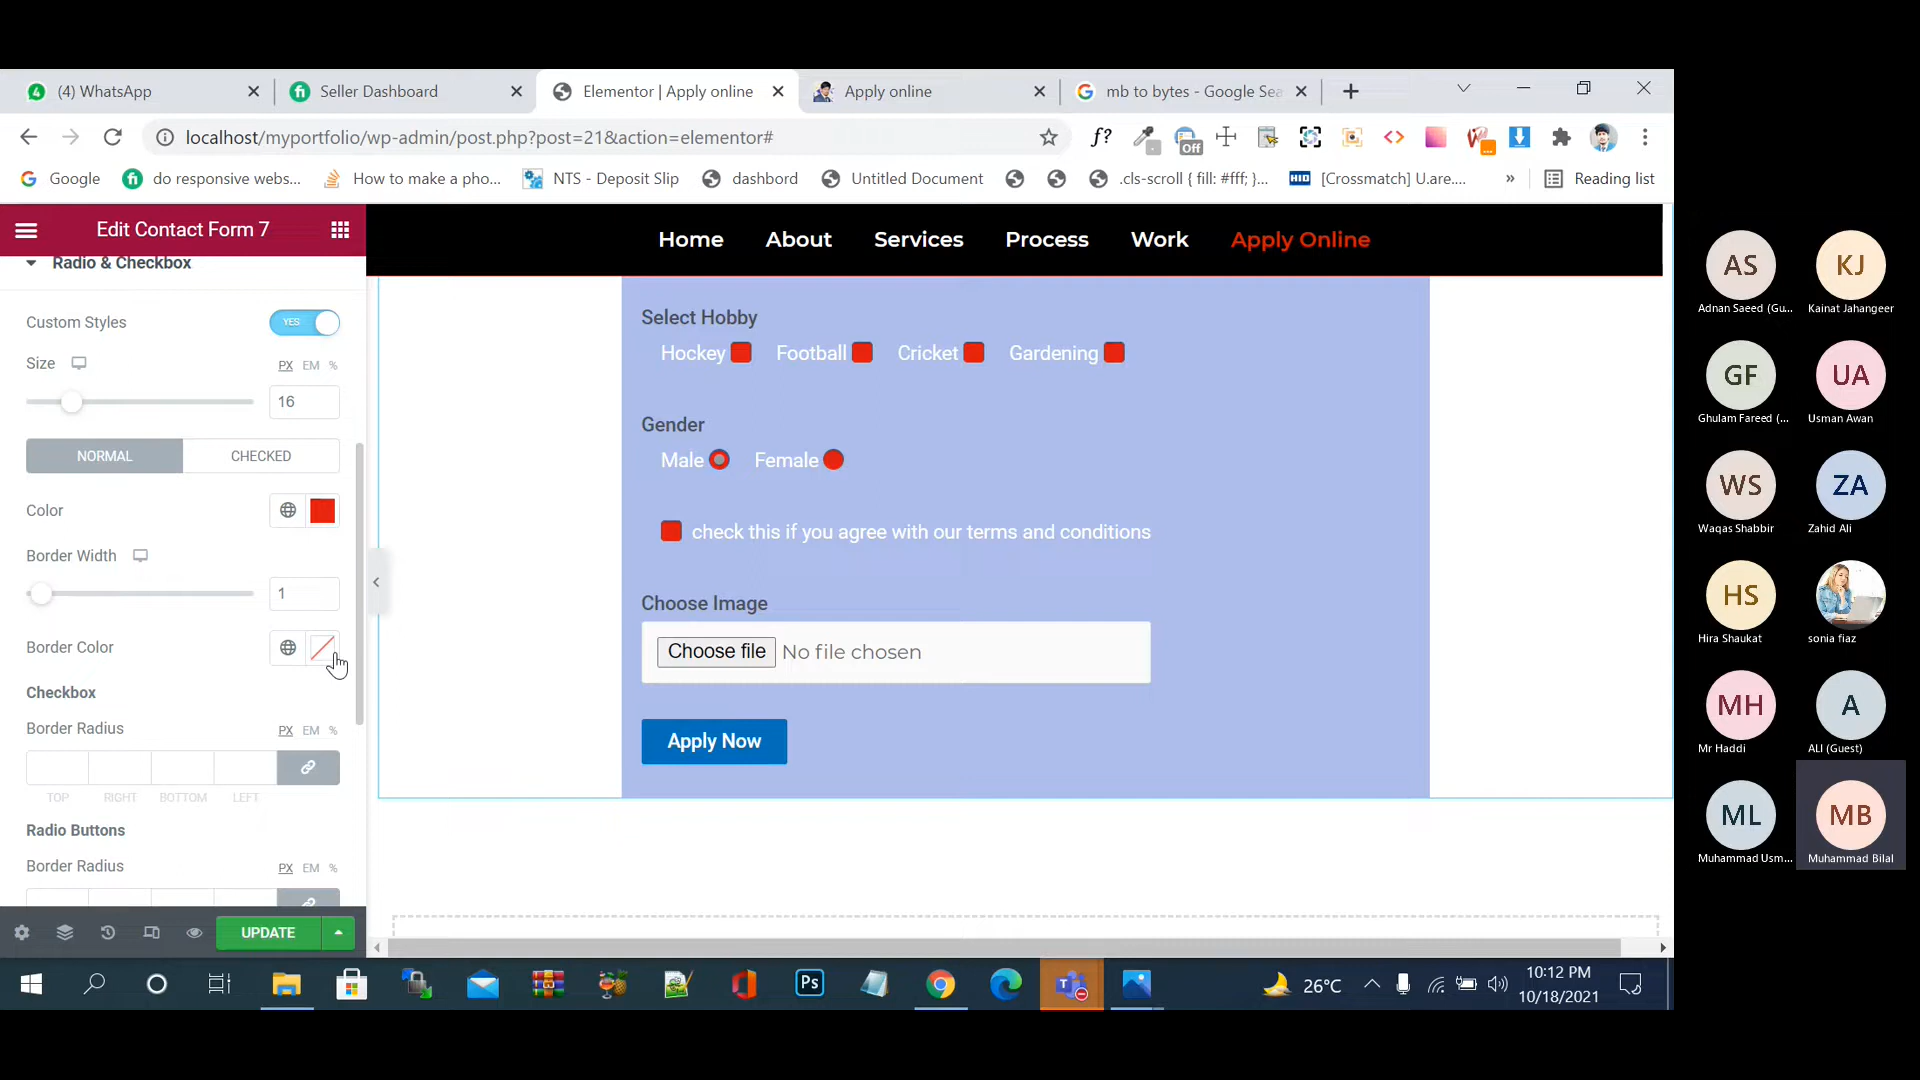 (4) WhatsApp
Seller Dashboard
Elementor | Apply online
Apply online
mb to bytes - Google Sea
localhost/myportfolio/wp-admin/post.php?post=21&action=elementor#
f?
Off
Google
do responsive webs...
How to make a pho...
NTS - Deposit Slip
dashbord
Untitled Document
.cls-scroll { fill: #fff; }...
HID
[Crossmatch] U.are....
»
Reading list
Edit Contact Form 7
Home
About
Services
Process
Work
Apply Online
Radio & Checkbox
Custom Styles
YES
Size
PX EM %
16
NORMAL
CHECKED
Color
Border Width
1
Border Color
Checkbox
Border Radius
PX EM %
TOP RIGHT BOTTOM LEFT
Radio Buttons
Border Radius
PX EM %
UPDATE
Select Hobby
Hockey
Football
Cricket
Gardening
Gender
Male
Female
check this if you agree with our terms and conditions
Choose Image
Choose file
No file chosen
Apply Now
AS
Adnan Saeed (Gu...
KJ
Kainat Jahangeer
GF
Ghulam Fareed (...
UA
Usman Awan
WS
Waqas Shabbir
ZA
Zahid Ali
HS
Hira Shaukat
sonia fiaz
MH
Mr Haddi
A
ALI (Guest)
ML
Muhammad Usm...
MB
Muhammad Bilal
Ps
26°C
10:12 PM
10/18/2021